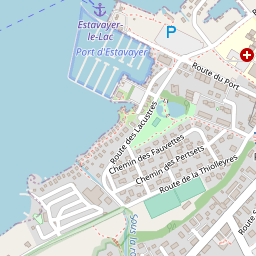 Estavayer-
le-Lac
Port d'Estavayer
P
Route du Port
Route des Lacustres
Chemin des Fauvettes
Chemin des Pertsets
Route de la Thiolleyres